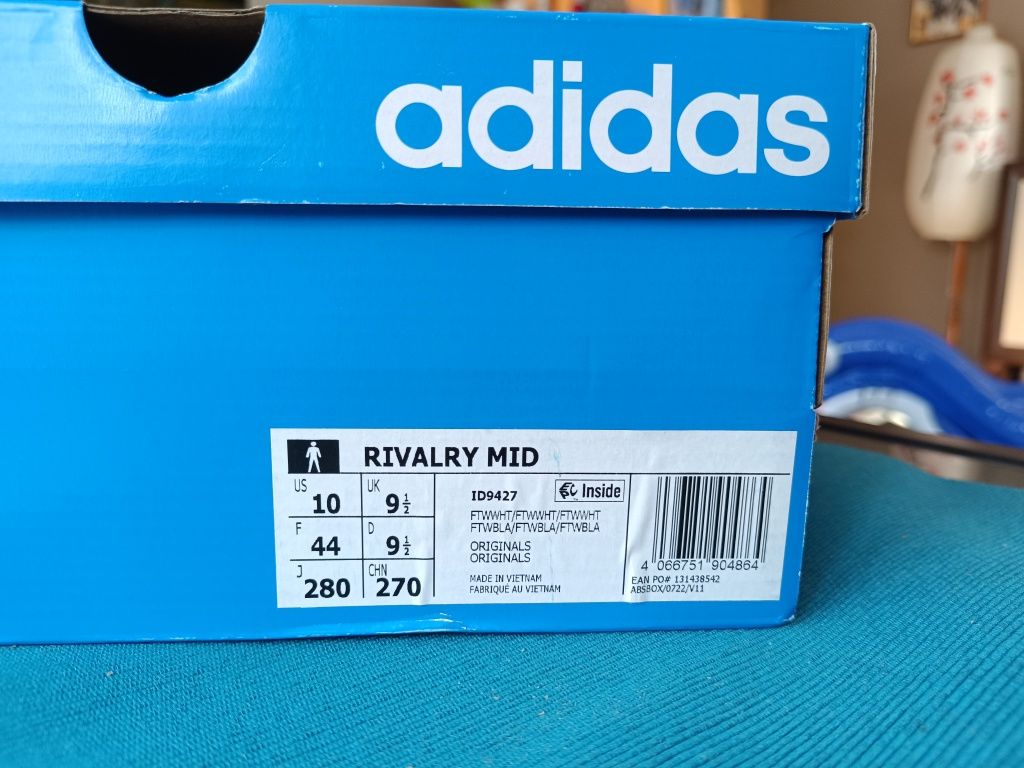 adidas
RIVALRY MID
US 10 UK 9½
F 44 D 9½
J 280 CHN 270
ID9427
Inside
FTWWHT/FTWWHT/FTWWHT
FTWBLA/FTWBLA/FTWBLA
ORIGINALS
ORIGINALS
MADE IN VIETNAM
FABRIQUÉ AU VIETNAM
4 066751 904864
EAN PO# 131438542
ABSBOX/0722/V11